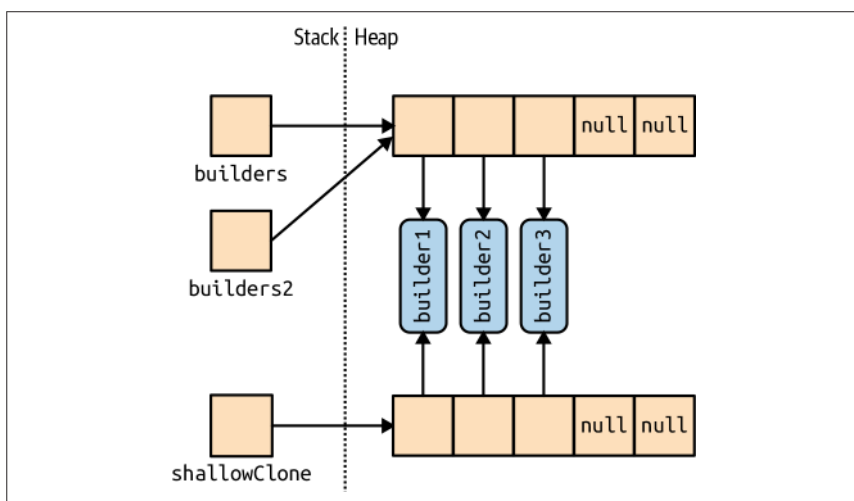 Stack Heap
null null
builders
builders2
builder1 builder2 builder3
null null
shallowClone